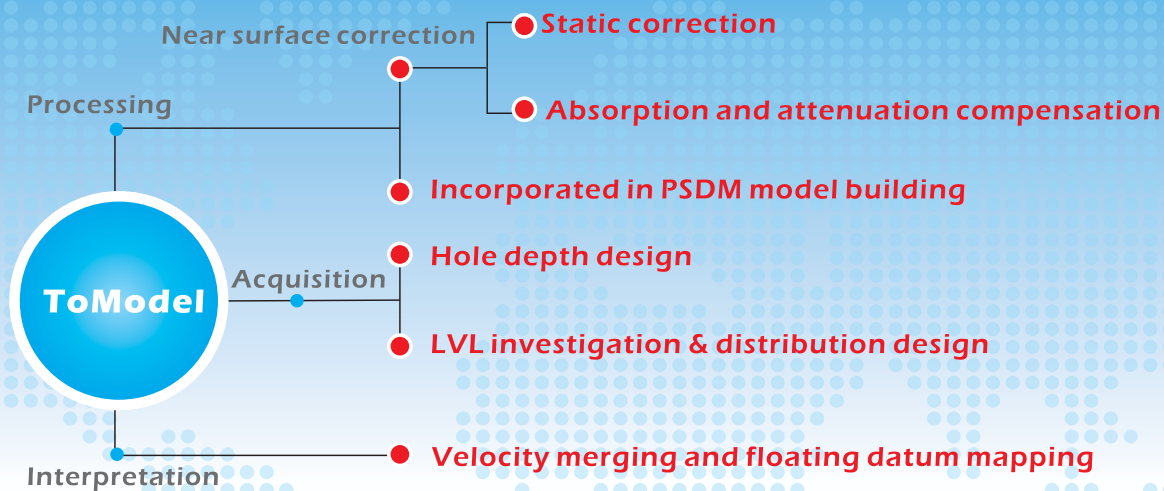 Static correction
Near surface correction
Processing
Absorption and attenuation compensation
Incorporated in PSDM model building
Hole depth design
Acquisition
ToModel
LVL investigation & distribution design
Velocity merging and floating datum mapping
Interpretation